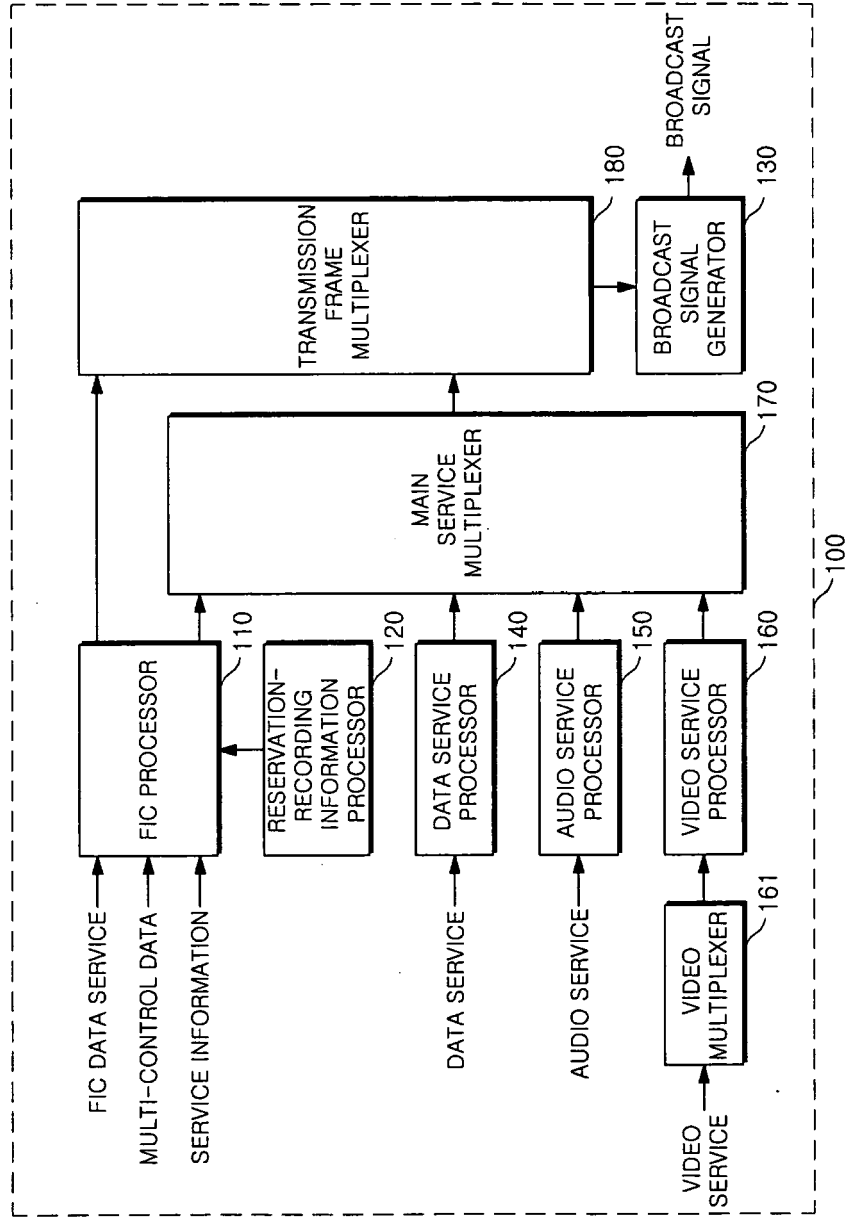 FIC DATA SERVICE
MULTI-CONTROL DATA
SERVICE INFORMATION
FIC PROCESSOR
110
RESERVATION-
RECORDING
INFORMATION
PROCESSOR
120
DATA SERVICE
DATA SERVICE
PROCESSOR
140
AUDIO SERVICE
AUDIO SERVICE
PROCESSOR
150
VIDEO
SERVICE
VIDEO
MULTIPLEXER
161
VIDEO SERVICE
PROCESSOR
160
MAIN
SERVICE
MULTIPLEXER
170
TRANSMISSION
FRAME
MULTIPLEXER
180
BROADCAST
SIGNAL
GENERATOR
130
BROADCAST
SIGNAL
100